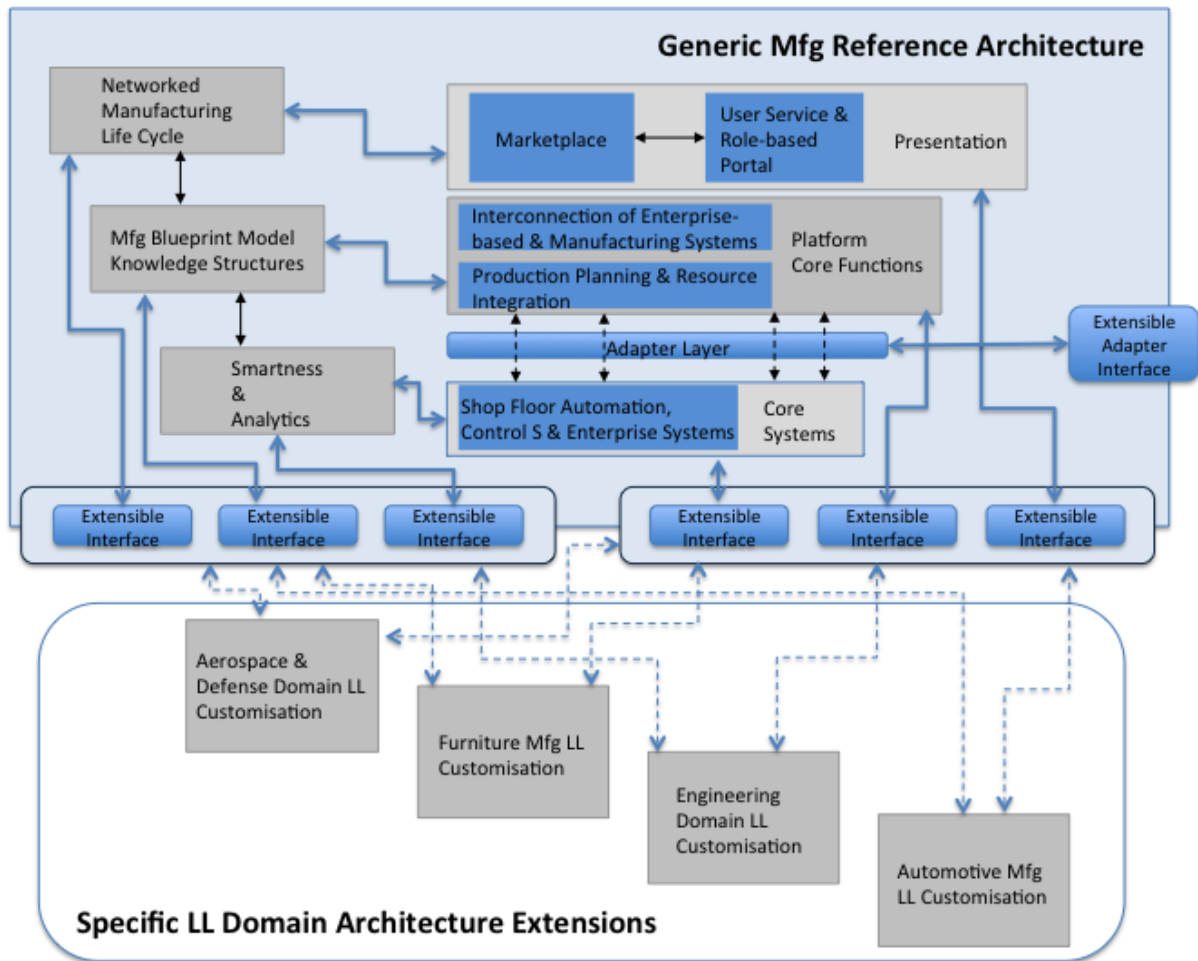 Generic Mfg Reference Architecture
Networked
Manufacturing
Life Cycle
Marketplace
User Service &
Role-based
Portal
Presentation
Mfg Blueprint Model
Knowledge Structures
Interconnection of Enterprise-
based & Manufacturing Systems
Production Planning & Resource
Integration
Platform
Core Functions
Adapter Layer
Extensible
Adapter
Interface
Smartness
&
Analytics
Shop Floor Automation,
Control S & Enterprise Systems
Core
Systems
Extensible
Interface
Extensible
Interface
Extensible
Interface
Extensible
Interface
Extensible
Interface
Extensible
Interface
Aerospace &
Defense Domain LL
Customisation
Furniture Mfg LL
Customisation
Engineering
Domain LL
Customisation
Automotive Mfg
LL Customisation
Specific LL Domain Architecture Extensions